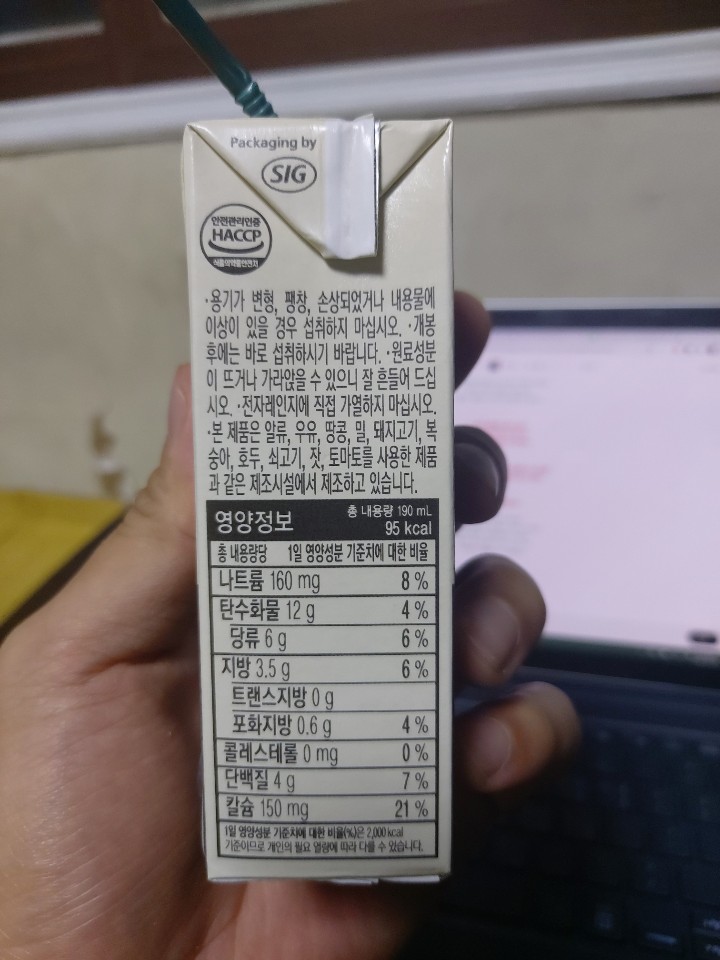 Packaging by
SIG
안전관리인증
HACCP
식품의약품안전처
·용기가 변형, 팽창, 손상되었거나 내용물에
이상이 있을 경우 섭취하지 마십시오. ·개봉
후에는 바로 섭취하시기 바랍니다. ·원료성분
이 뜨거나 가라앉을 수 있으니 잘 흔들어 드십
시오. ·전자레인지에 직접 가열하지 마십시오.
·본 제품은 알류, 우유, 땅콩, 밀, 돼지고기, 복
숭아, 호두, 쇠고기, 잣, 토마토를 사용한 제품
과 같은 제조시설에서 제조하고 있습니다.
영양정보
총 내용량 190 mL
95 kcal
총 내용량당 1일 영양성분 기준치에 대한 비율
나트륨 160 mg 8 %
탄수화물 12 g 4 %
당류 6 g 6 %
지방 3.5 g 6 %
트랜스지방 0 g
포화지방 0.6 g 4 %
콜레스테롤 0 mg 0 %
단백질 4 g 7 %
칼슘 150 mg 21 %
1일 영양성분 기준치에 대한 비율(%)은 2,000 kcal
기준이므로 개인의 필요 열량에 따라 다를 수 있습니다.